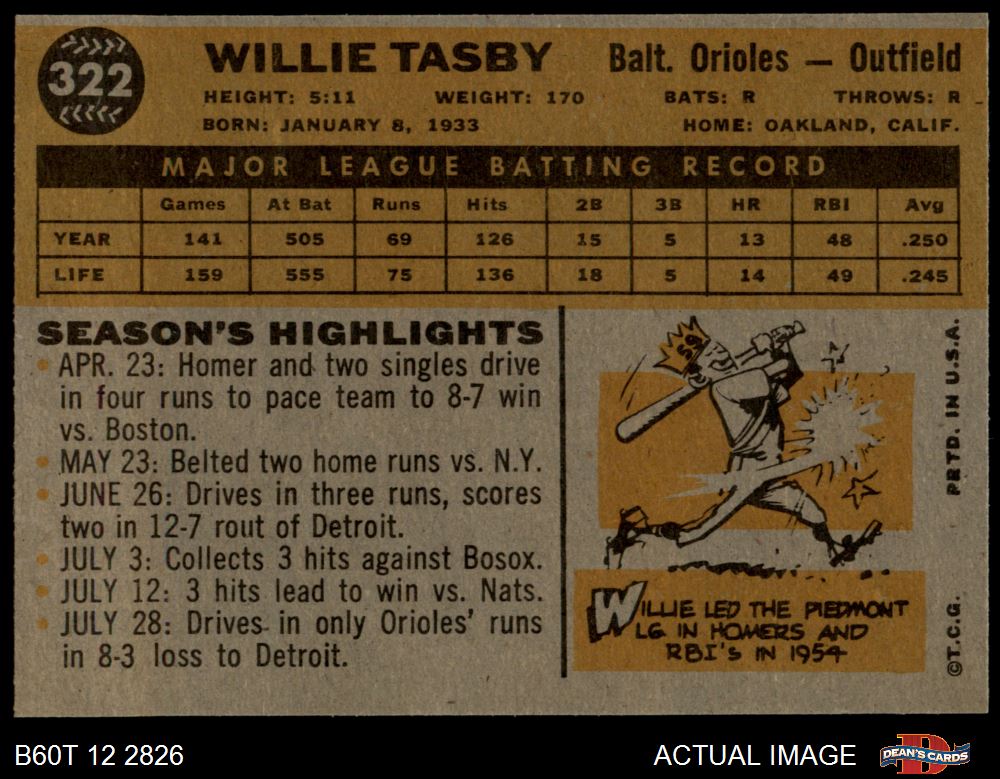 322
WILLIE TASBY Balt. Orioles — Outfield
HEIGHT: 5:11 WEIGHT: 170 BATS: R THROWS: R
BORN: JANUARY 8, 1933 HOME: OAKLAND, CALIF.
MAJOR LEAGUE BATTING RECORD
Games At Bat Runs Hits 2B 3B HR RBI Avg
YEAR 141 505 69 126 15 5 13 48 .250
LIFE 159 555 75 136 18 5 14 49 .245
SEASON'S HIGHLIGHTS
• APR. 23: Homer and two singles drive
in four runs to pace team to 8-7 win
vs. Boston.
• MAY 23: Belted two home runs vs. N.Y.
• JUNE 26: Drives in three runs, scores
two in 12-7 rout of Detroit.
• JULY 3: Collects 3 hits against Bosox.
• JULY 12: 3 hits lead to win vs. Nats.
• JULY 28: Drives in only Orioles' runs
in 8-3 loss to Detroit.
WILLIE LED THE PIEDMONT
LG IN HOMERS AND
RBI'S IN 1954
©T.C.G. PRTD. IN U.S.A.
B60T 12 2826 ACTUAL IMAGE DEAN'S CARDS